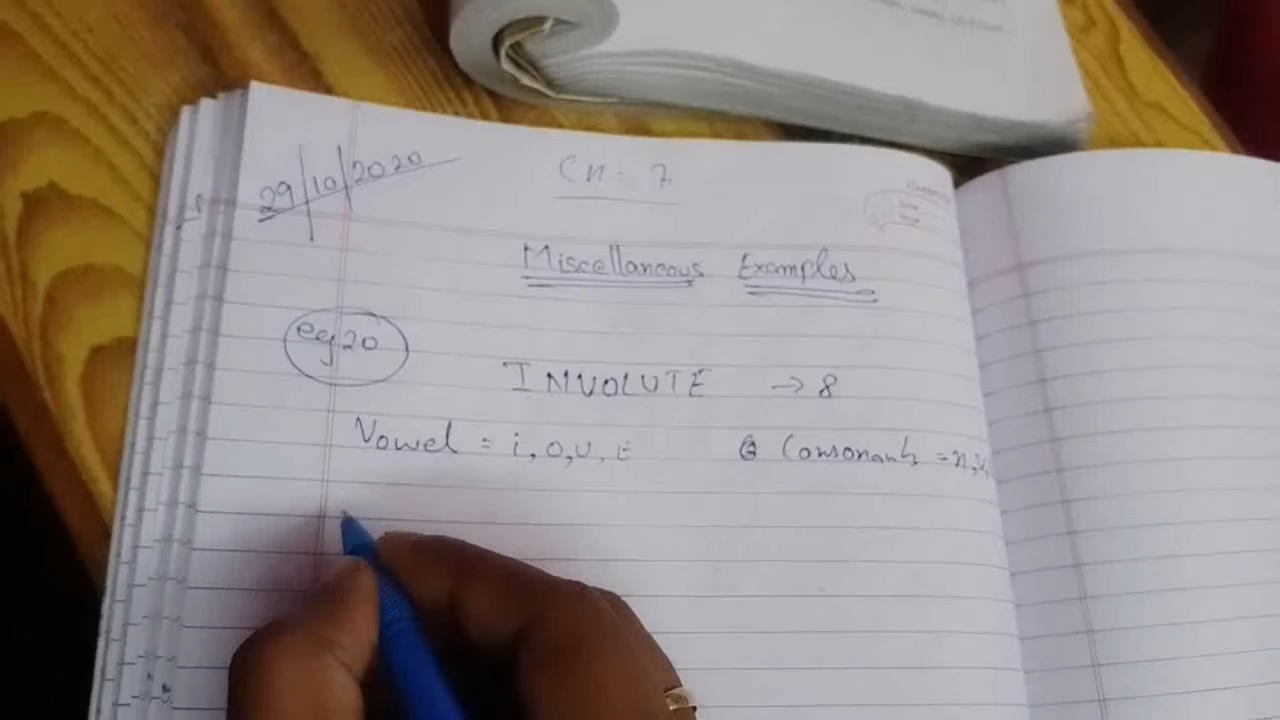 29/10/2020
CH : 7
Miscellaneous Examples
eg 20
INVOLUTE → 8
Vowel = i, o, u, E Consonants = n, v,